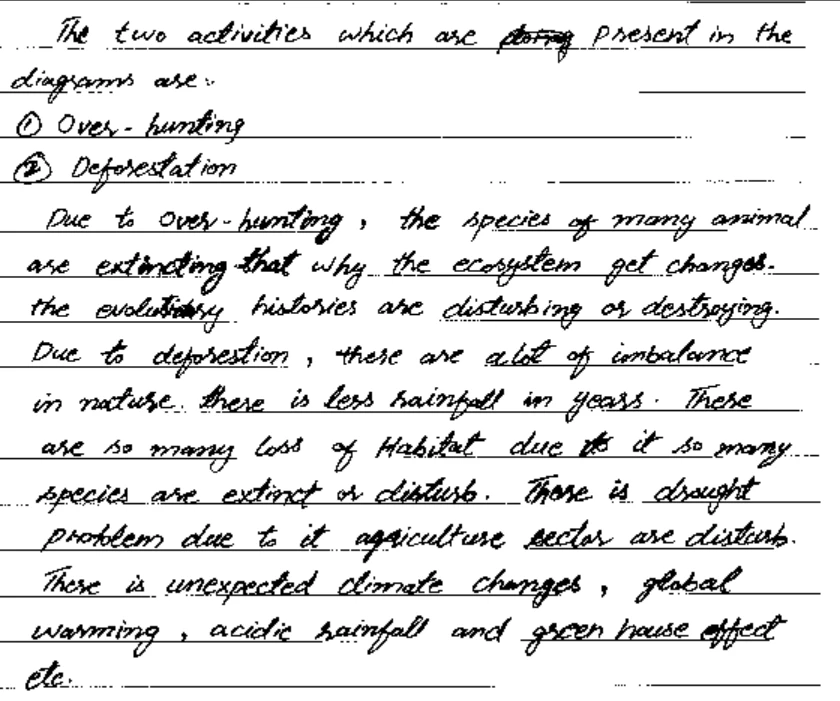 The two activities which are present in the
diagrams are:
① Over-hunting
② Deforestation
Due to over-hunting, the species of many animal
are extincting that why the ecosystem get changes.
the evolutionary histories are disturbing or destroying.
Due to deforestion, there are alot of imbalance
in nature. there is less rainfall in years. There
are so many loss of Habitat due to it so many
species are extinct or disturb. There is drought
problem due to it agriculture sector are disturb.
There is unexpected climate changes, global
warming, acidic rainfall and green house effect
etc.